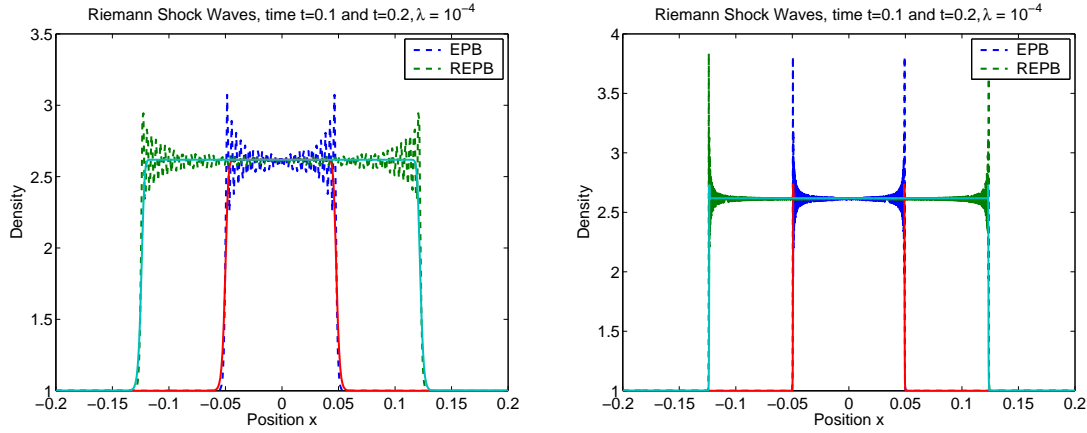 Riemann Shock Waves, time t=0.1 and t=0.2, λ = 10⁻⁴
3.5
3
2.5
2
1.5
1
Density
EPB
REPB
−0.2 −0.15 −0.1 −0.05 0 0.05 0.1 0.15 0.2
Position x
Riemann Shock Waves, time t=0.1 and t=0.2, λ = 10⁻⁴
4
3.5
3
2.5
2
1.5
1
Density
EPB
REPB
−0.2 −0.15 −0.1 −0.05 0 0.05 0.1 0.15 0.2
Position x